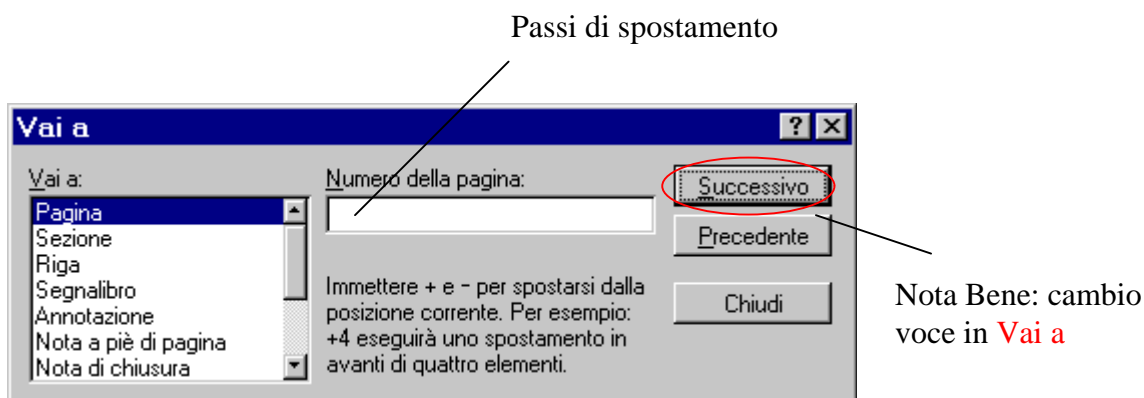 Passi di spostamento
Vai a
Vai a:
Pagina
Sezione
Riga
Segnalibro
Annotazione
Nota a piè di pagina
Nota di chiusura
Numero della pagina:
Immettere + e - per spostarsi dalla
posizione corrente. Per esempio:
+4 eseguirà uno spostamento in
avanti di quattro elementi.
Successivo
Precedente
Chiudi
Nota Bene: cambio
voce in Vai a